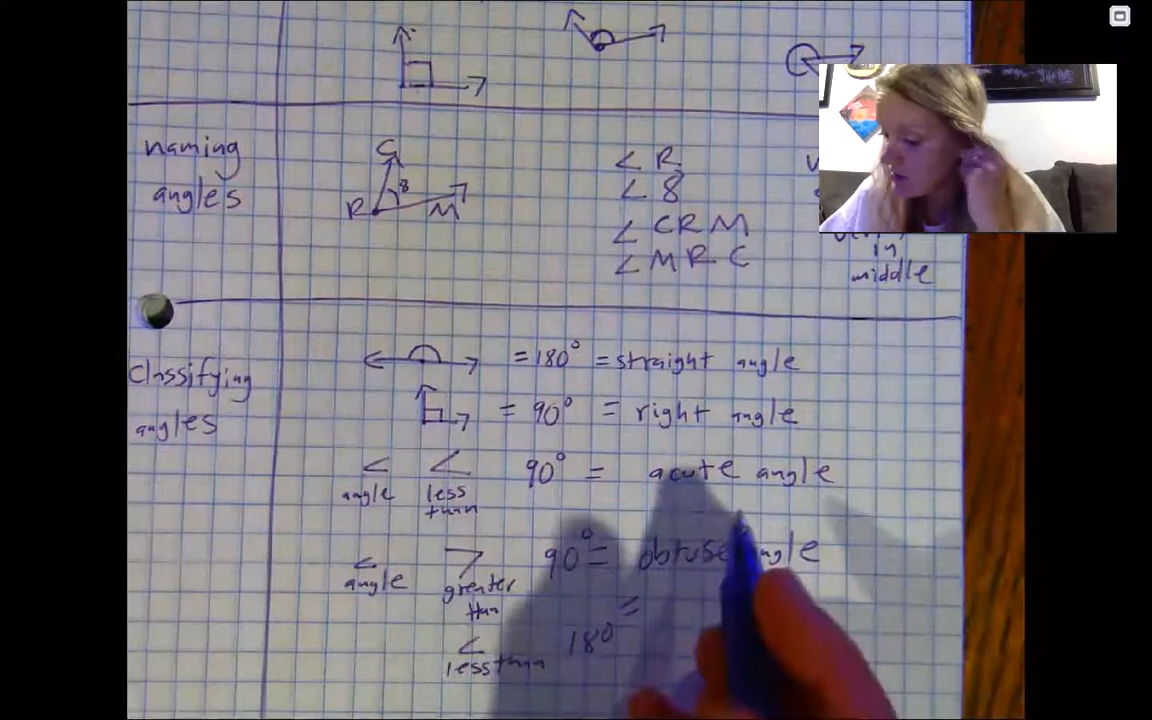 naming
angles
C
8
R
M
< R
< 8
< CRM
< MRC
in
middle
classifying
angles
= 180° = straight angle
= 90° = right angle
< < 90° = acute angle
angle less than
< > 90° = obtuse angle
angle greater than
=
< 180
less than